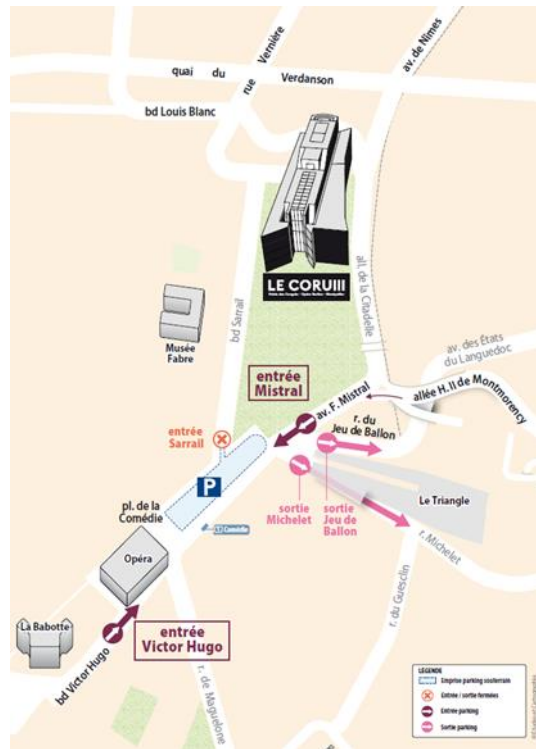 quai du Verdanson
rue Vernière
av. de Nîmes
bd Louis Blanc
LE CORUM
bd Sarrail
all. de la Citadelle
Musée
Fabre
av. des États
du Languedoc
entrée
Mistral
av. F. Mistral
allée H. II de Montmorency
r. du
Jeu de Ballon
entrée
Sarrail
P
pl. de la
Comédie
Comédie
sortie
Michelet
sortie
Jeu de
Ballon
Le Triangle
Opéra
r. Michelet
La Babotte
entrée
Victor Hugo
bd Victor Hugo
r. de Maguelone
r. du Guesclin
LEGENDE
Emprise parking souterrain
Entrée / sortie fermées
Entrée parking
Sortie parking